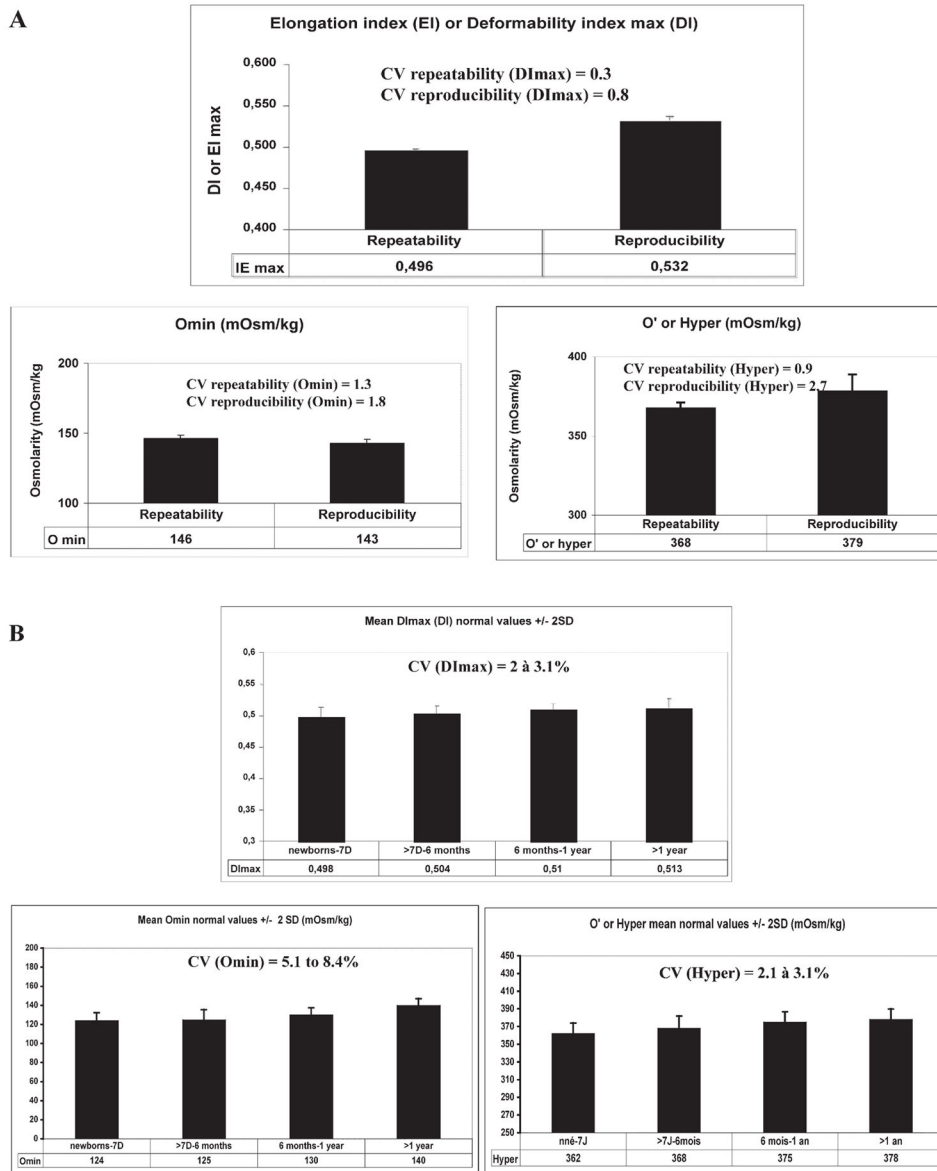 A
Elongation index (EI) or Deformability index max (DI)
CV repeatability (DImax) = 0.3
CV reproducibility (DImax) = 0.8
DI or EI max
0,600
0,550
0,500
0,450
0,400
Repeatability Reproducibility
IE max 0,496 0,532
Omin (mOsm/kg)
CV repeatability (Omin) = 1.3
CV reproducibility (Omin) = 1.8
Osmolarity (mOsm/kg)
200
150
100
Repeatability Reproducibility
O min 146 143
O' or Hyper (mOsm/kg)
CV repeatability (Hyper) = 0.9
CV reproducibility (Hyper) = 2.7
Osmolarity (mOsm/kg)
400
350
300
Repeatability Reproducibility
O' or hyper 368 379
B
Mean DImax (DI) normal values +/- 2SD
CV (DImax) = 2 à 3.1%
0,6
0,55
0,5
0,45
0,4
0,35
0,3
newborns-7D >7D-6 months 6 months-1 year >1 year
DImax 0,498 0,504 0,51 0,513
Mean Omin normal values +/- 2 SD (mOsm/kg)
CV (Omin) = 5.1 to 8.4%
200
180
160
140
120
100
80
60
40
20
0
newborns-7D >7D-6 months 6 months-1 year >1 year
Omin 124 125 130 140
O' or Hyper mean normal values +/- 2SD (mOsm/kg)
CV (Hyper) = 2.1 à 3.1%
450
430
410
390
370
350
330
310
290
270
250
nné-7J >7J-6mois 6 mois-1 an >1 an
Hyper 362 368 375 378